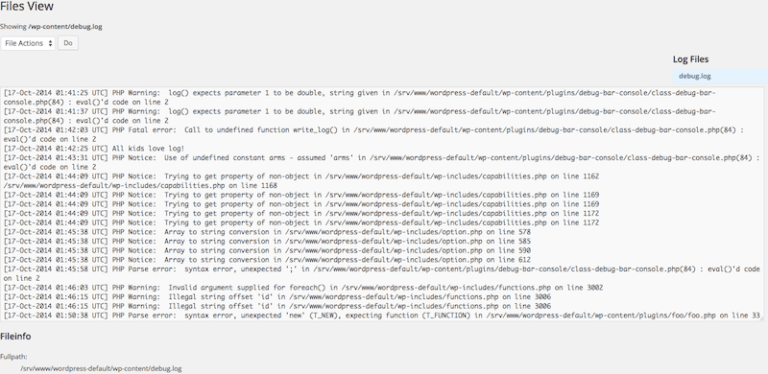 Files View
Showing /wp-content/debug.log
File Actions
Do
Log Files
debug.log
[17-Oct-2014 01:41:25 UTC] PHP Warning:  log() expects parameter 1 to be double, string given in /srv/www/wordpress-default/wp-content/plugins/debug-bar-console/class-debug-bar-
console.php(84) : eval()'d code on line 2
[17-Oct-2014 01:41:37 UTC] PHP Warning:  log() expects parameter 1 to be double, string given in /srv/www/wordpress-default/wp-content/plugins/debug-bar-console/class-debug-bar-
console.php(84) : eval()'d code on line 2
[17-Oct-2014 01:42:03 UTC] PHP Fatal error:  Call to undefined function write_log() in /srv/www/wordpress-default/wp-content/plugins/debug-bar-console/class-debug-bar-console.php(84) :
eval()'d code on line 2
[17-Oct-2014 01:42:25 UTC] All kids love log!
[17-Oct-2014 01:43:31 UTC] PHP Notice:  Use of undefined constant arms - assumed 'arms' in /srv/www/wordpress-default/wp-content/plugins/debug-bar-console/class-debug-bar-console.php(84) :
eval()'d code on line 2
[17-Oct-2014 01:44:09 UTC] PHP Notice:  Trying to get property of non-object in /srv/www/wordpress-default/wp-includes/capabilities.php on line 1162
/srv/www/wordpress-default/wp-includes/capabilities.php on line 1168
[17-Oct-2014 01:44:09 UTC] PHP Notice:  Trying to get property of non-object in /srv/www/wordpress-default/wp-includes/capabilities.php on line 1169
[17-Oct-2014 01:44:09 UTC] PHP Notice:  Trying to get property of non-object in /srv/www/wordpress-default/wp-includes/capabilities.php on line 1169
[17-Oct-2014 01:44:09 UTC] PHP Notice:  Trying to get property of non-object in /srv/www/wordpress-default/wp-includes/capabilities.php on line 1172
[17-Oct-2014 01:44:09 UTC] PHP Notice:  Trying to get property of non-object in /srv/www/wordpress-default/wp-includes/capabilities.php on line 1172
[17-Oct-2014 01:45:38 UTC] PHP Notice:  Array to string conversion in /srv/www/wordpress-default/wp-includes/option.php on line 578
[17-Oct-2014 01:45:38 UTC] PHP Notice:  Array to string conversion in /srv/www/wordpress-default/wp-includes/option.php on line 585
[17-Oct-2014 01:45:38 UTC] PHP Notice:  Array to string conversion in /srv/www/wordpress-default/wp-includes/option.php on line 590
[17-Oct-2014 01:45:38 UTC] PHP Notice:  Array to string conversion in /srv/www/wordpress-default/wp-includes/option.php on line 612
[17-Oct-2014 01:45:58 UTC] PHP Parse error:  syntax error, unexpected ';' in /srv/www/wordpress-default/wp-content/plugins/debug-bar-console/class-debug-bar-console.php(84) : eval()'d code
on line 2
[17-Oct-2014 01:46:03 UTC] PHP Warning:  Invalid argument supplied for foreach() in /srv/www/wordpress-default/wp-includes/functions.php on line 3002
[17-Oct-2014 01:46:15 UTC] PHP Warning:  Illegal string offset 'id' in /srv/www/wordpress-default/wp-includes/functions.php on line 3006
[17-Oct-2014 01:46:15 UTC] PHP Warning:  Illegal string offset 'id' in /srv/www/wordpress-default/wp-includes/functions.php on line 3006
[17-Oct-2014 01:50:38 UTC] PHP Parse error:  syntax error, unexpected 'new' (T_NEW), expecting function (T_FUNCTION) in /srv/www/wordpress-default/wp-content/plugins/foo/foo.php on line 33
Fileinfo
Fullpath:
/srv/www/wordpress-default/wp-content/debug.log